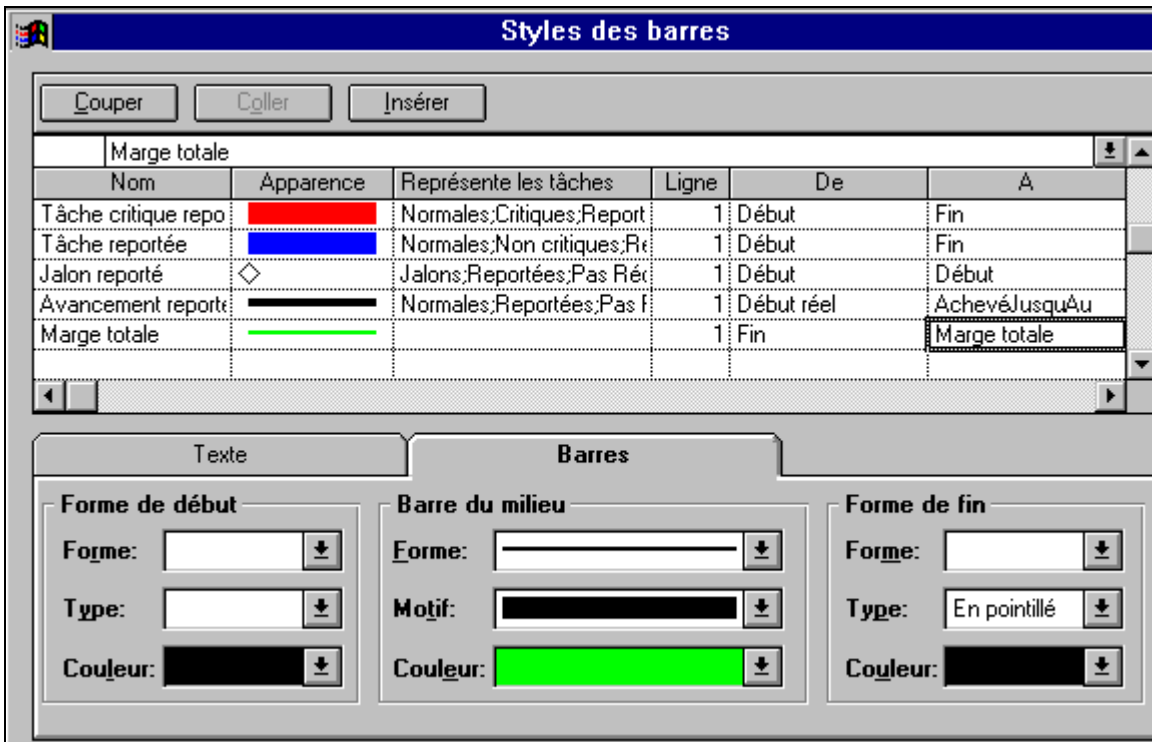 Styles des barres
Couper Coller Insérer
Marge totale
Nom Apparence Représente les tâches Ligne De A
Tâche critique repo Normales;Critiques;Report 1 Début Fin
Tâche reportée Normales;Non critiques;Re 1 Début Fin
Jalon reporté Jalons;Reportées;Pas Réc 1 Début Début
Avancement reporte Normales;Reportées;Pas F 1 Début réel AchevéJusquAu
Marge totale 1 Fin Marge totale
Texte Barres
Forme de début Barre du milieu Forme de fin
Forme: Forme: Forme:
Type: Motif: Type: En pointillé
Couleur: Couleur: Couleur: